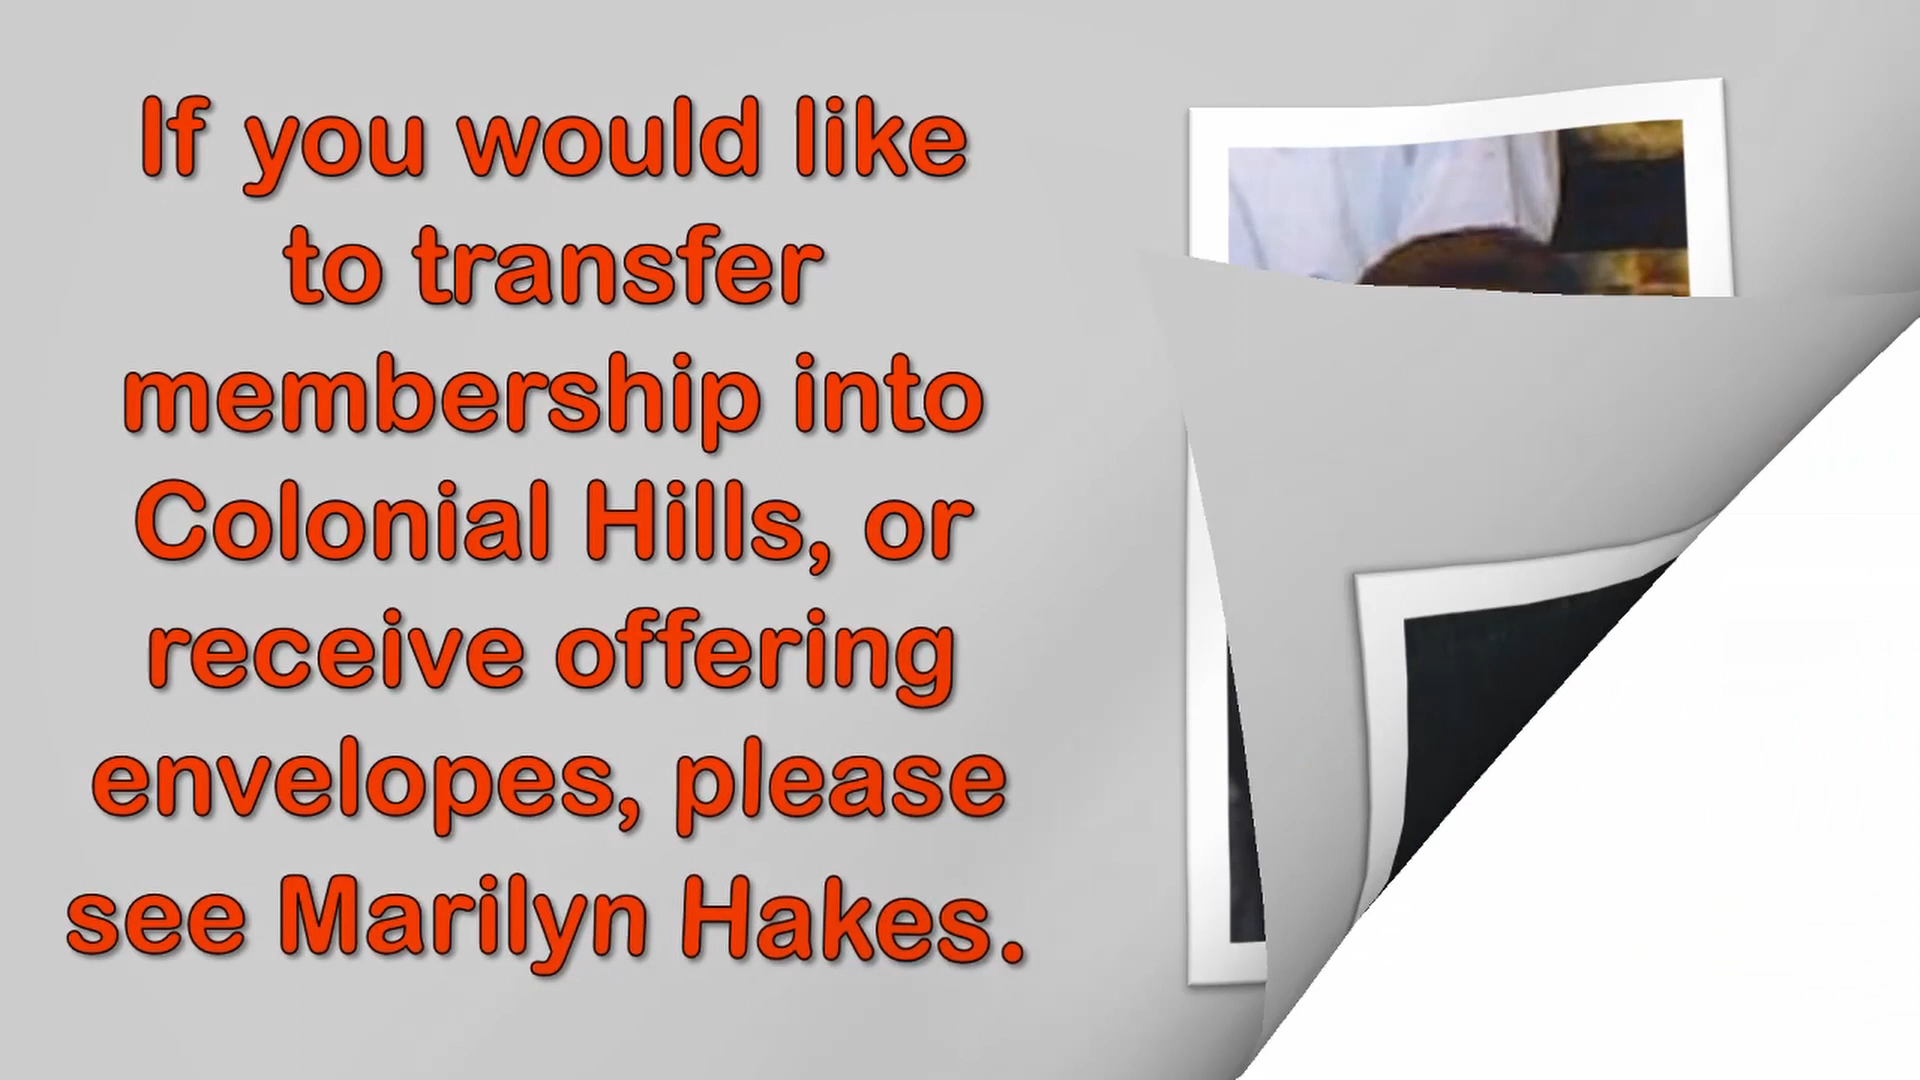 If you would like
to transfer
membership into
Colonial Hills, or
receive offering
envelopes, please
see Marilyn Hakes.